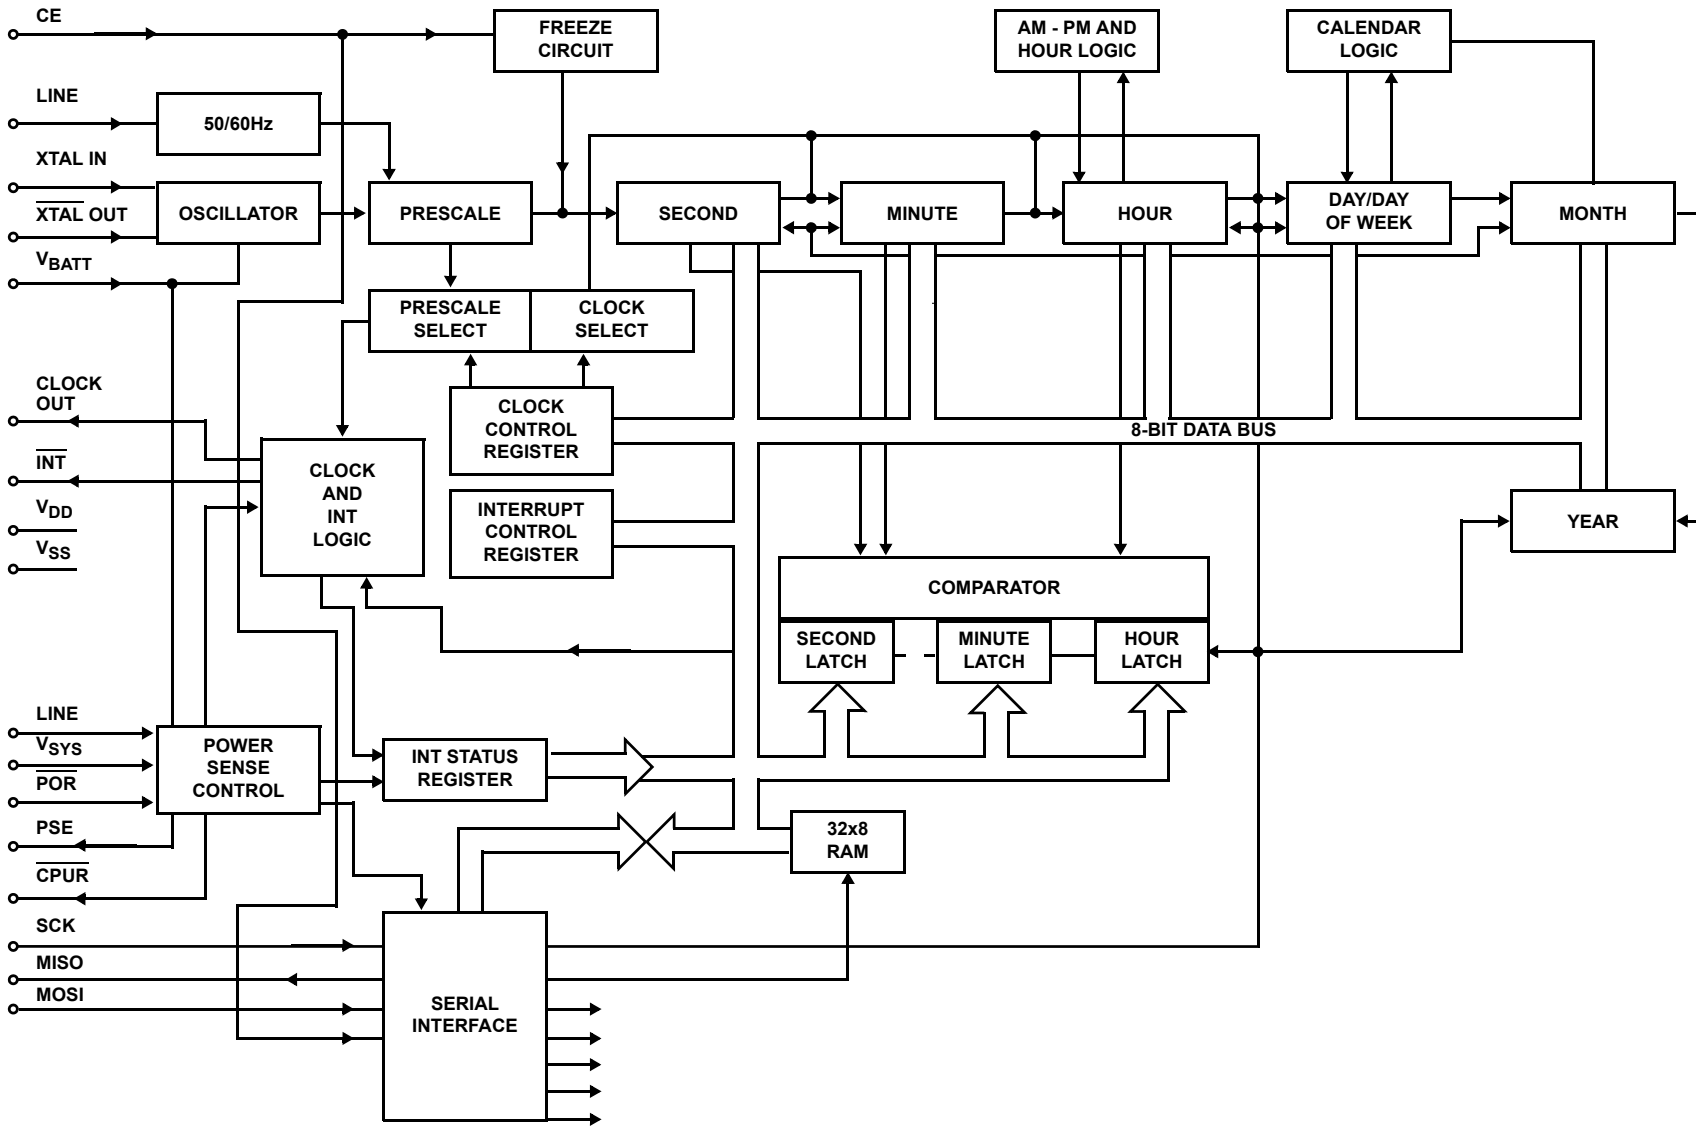 CE
FREEZE
CIRCUIT
AM - PM AND
HOUR LOGIC
CALENDAR
LOGIC
LINE
50/60Hz
XTAL IN
XTAL OUT
OSCILLATOR
PRESCALE
SECOND
MINUTE
HOUR
DAY/DAY
OF WEEK
MONTH
VBATT
PRESCALE
SELECT
CLOCK
SELECT
CLOCK
OUT
CLOCK
CONTROL
REGISTER
8-BIT DATA BUS
INT
CLOCK
AND
INT
LOGIC
VDD
VSS
INTERRUPT
CONTROL
REGISTER
YEAR
COMPARATOR
SECOND
LATCH
MINUTE
LATCH
HOUR
LATCH
LINE
VSYS
POR
PSE
CPUR
POWER
SENSE
CONTROL
INT STATUS
REGISTER
32x8
RAM
SCK
MISO
MOSI
SERIAL
INTERFACE